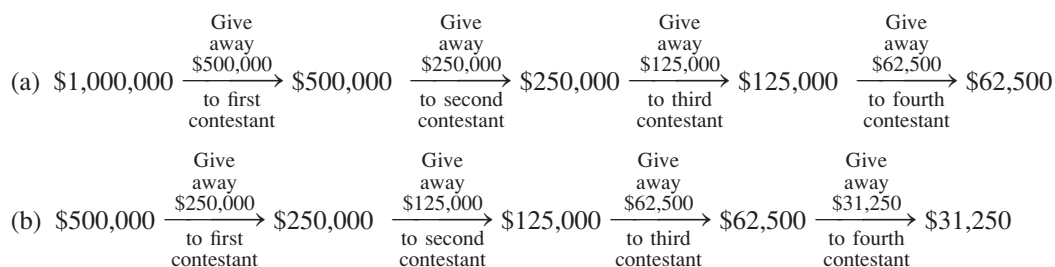 Give Give Give Give
away away away away
$500,000 $250,000 $125,000 $62,500
(a) $1,000,000 $500,000 $250,000 $125,000 $62,500
to first to second to third to fourth
contestant contestant contestant contestant
Give Give Give Give
away away away away
$250,000 $125,000 $62,500 $31,250
(b) $500,000 $250,000 $125,000 $62,500 $31,250
to first to second to third to fourth
contestant contestant contestant contestant